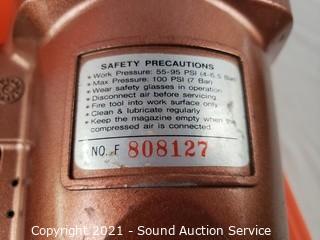 SAFETY PRECAUTIONS
• Work Pressure: 55-95 PSI (4-6.5 Bar)
• Max Pressure: 100 PSI (7 Bar)
• Wear safety glasses in operation
• Disconnect air before servicing
• Fire tool into work surface only
• Clean & lubricate regularly
• Keep the magazine empty when the
compressed air is connected.
NO. F 808127
Copyright 2021 - Sound Auction Service